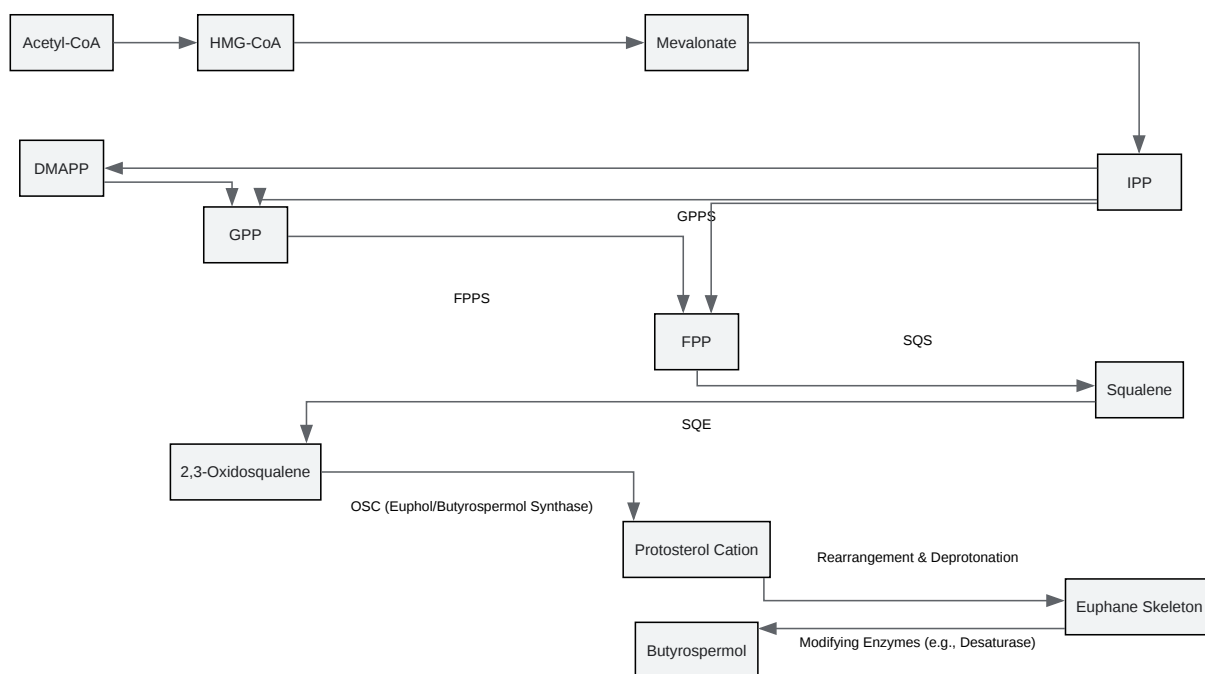 Acetyl-CoA
HMG-CoA
Mevalonate
DMAPP
IPP
GPPS
GPP
FPPS
FPP
SQS
Squalene
SQE
2,3-Oxidosqualene
OSC (Euphol/Butyrospermol Synthase)
Protosterol Cation
Rearrangement & Deprotonation
Euphane Skeleton
Modifying Enzymes (e.g., Desaturase)
Butyrospermol